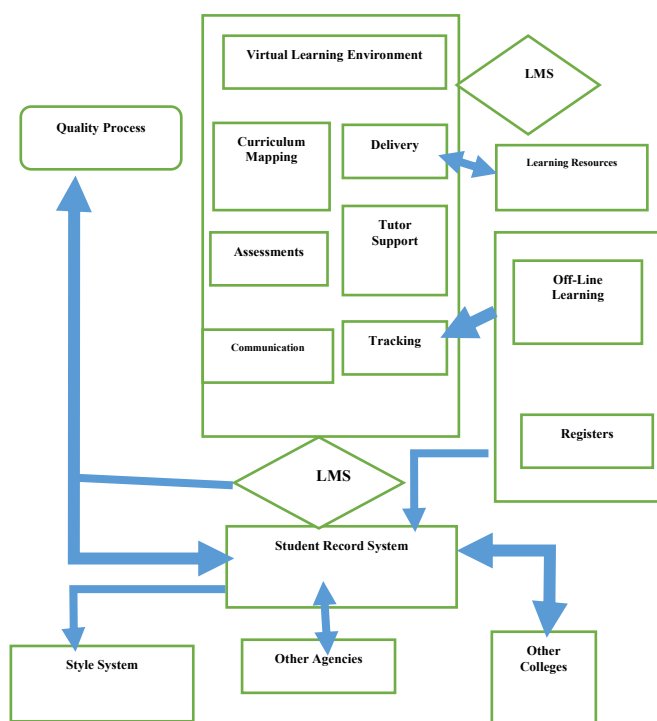 Virtual Learning Environment
LMS
Quality Process
Curriculum
Mapping
Delivery
Learning Resources
Tutor
Support
Assessments
Off-Line
Learning
Communication
Tracking
Registers
LMS
Student Record System
Style System
Other Agencies
Other
Colleges